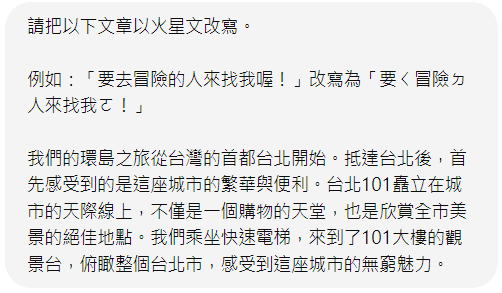 請把以下文章以火星文改寫。
例如：「要去冒險的人來找我喔！」改寫為「要ㄑ冒險ㄉ
人來找我ㄛ！」
我們的環島之旅從台灣的首都台北開始。抵達台北後，首
先感受到的是這座城市的繁華與便利。台北101矗立在城
市的天際線上，不僅是一個購物的天堂，也是欣賞全市美
景的絕佳地點。我們乘坐快速電梯，來到了101大樓的觀
景台，俯瞰整個台北市，感受到這座城市的無窮魅力。